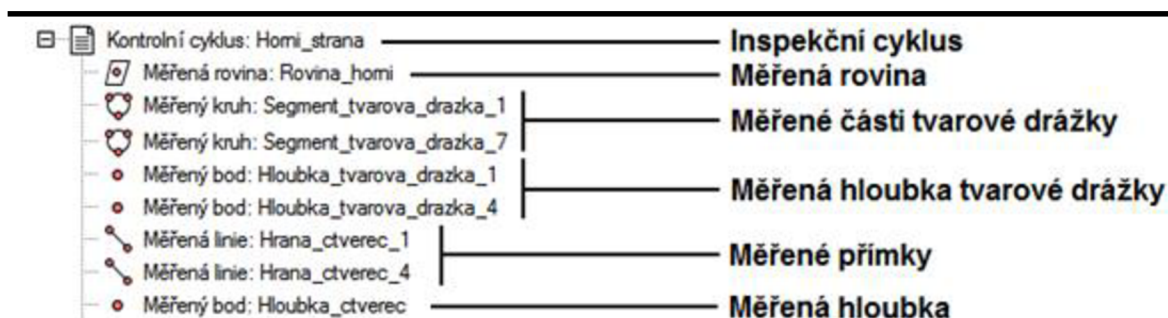 Kontrolní cyklus: Horni_strana Inspekční cyklus
Měřená rovina: Rovina_horni Měřená rovina
Měřený kruh: Segment_tvarova_drazka_1
Měřené části tvarové drážky
Měřený kruh: Segment_tvarova_drazka_7
Měřený bod: Hloubka_tvarova_drazka_1
Měřená hloubka tvarové drážky
Měřený bod: Hloubka_tvarova_drazka_4
Měřená linie: Hrana_ctverec_1
Měřené přímky
Měřená linie: Hrana_ctverec_4
Měřený bod: Hloubka_ctverec Měřená hloubka